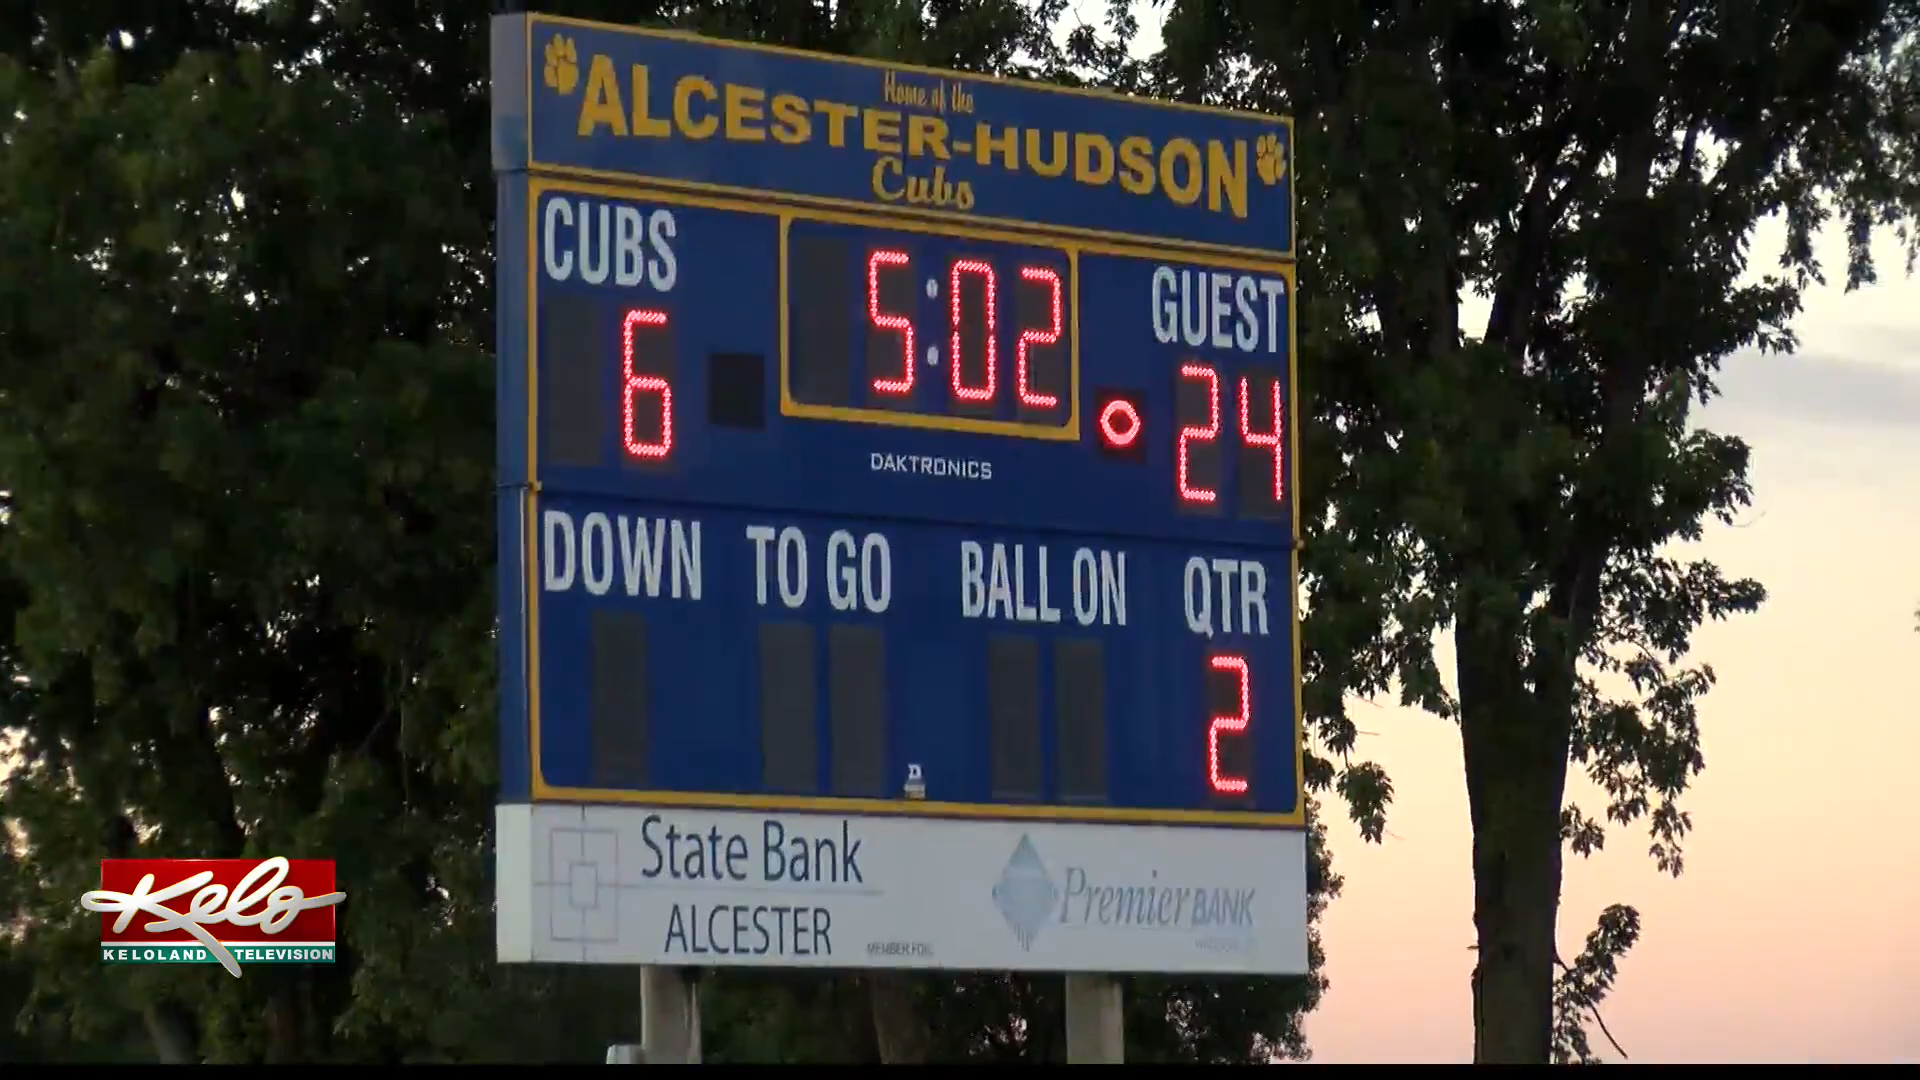 Home of the
ALCESTER-HUDSON
Cubs
CUBS
5:02
GUEST
6
24
DAKTRONICS
DOWN TO GO BALL ON QTR
2
State Bank
ALCESTER
MEMBER FDIC
Premier BANK
Kelo
KELOLAND TELEVISION